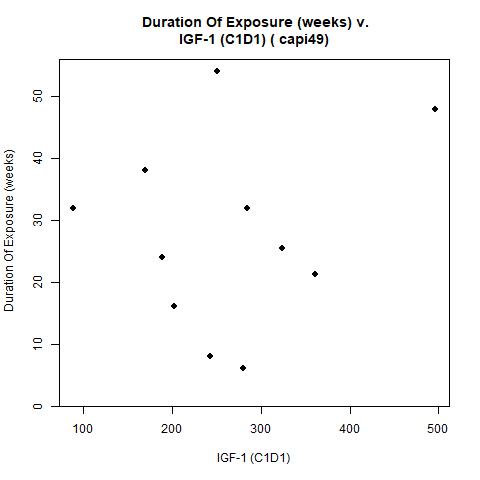 Duration Of Exposure (weeks) v.
IGF-1 (C1D1) ( capi49)
Duration Of Exposure (weeks)
50
40
30
20
10
0
100 200 300 400 500
IGF-1 (C1D1)